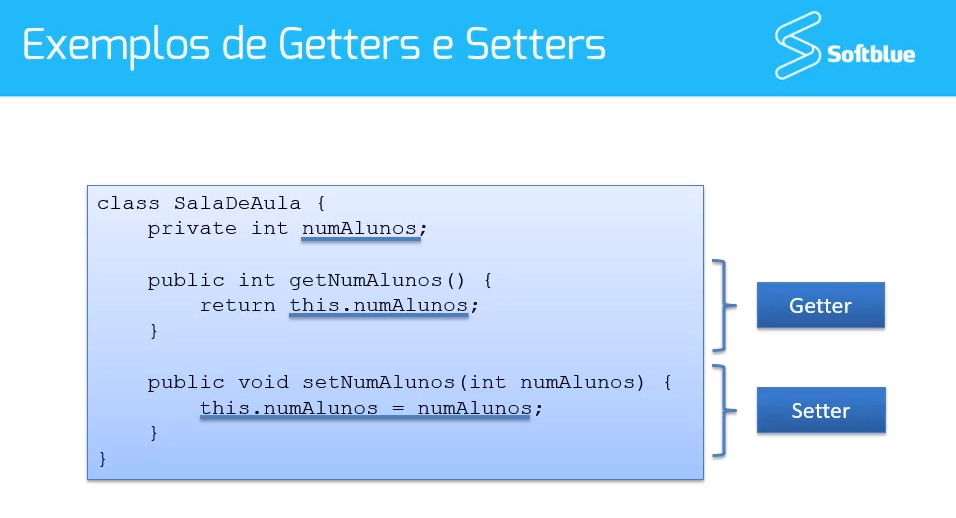 Exemplos de Getters e Setters
Softblue
class SalaDeAula {
private int numAlunos;
public int getNumAlunos() {
return this.numAlunos;
}
Getter
public void setNumAlunos(int numAlunos) {
this.numAlunos = numAlunos;
}
}
Setter